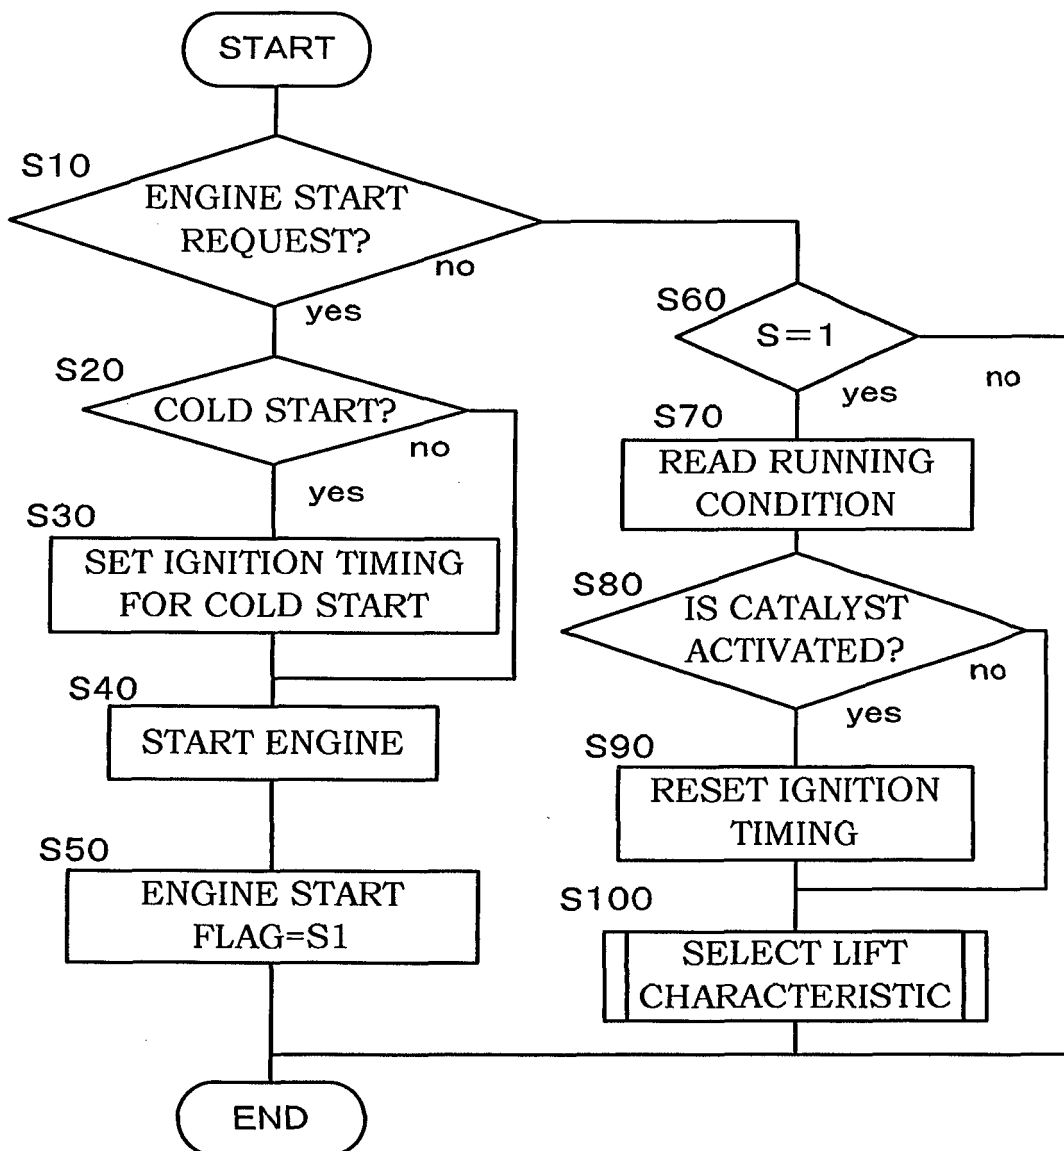 START
S10
ENGINE START
REQUEST?
no
yes
S20
COLD START?
no
yes
S30
SET IGNITION TIMING
FOR COLD START
S40
START ENGINE
S50
ENGINE START
FLAG=S1
S60
S=1
no
yes
S70
READ RUNNING
CONDITION
S80
IS CATALYST
ACTIVATED?
no
yes
S90
RESET IGNITION
TIMING
S100
SELECT LIFT
CHARACTERISTIC
END